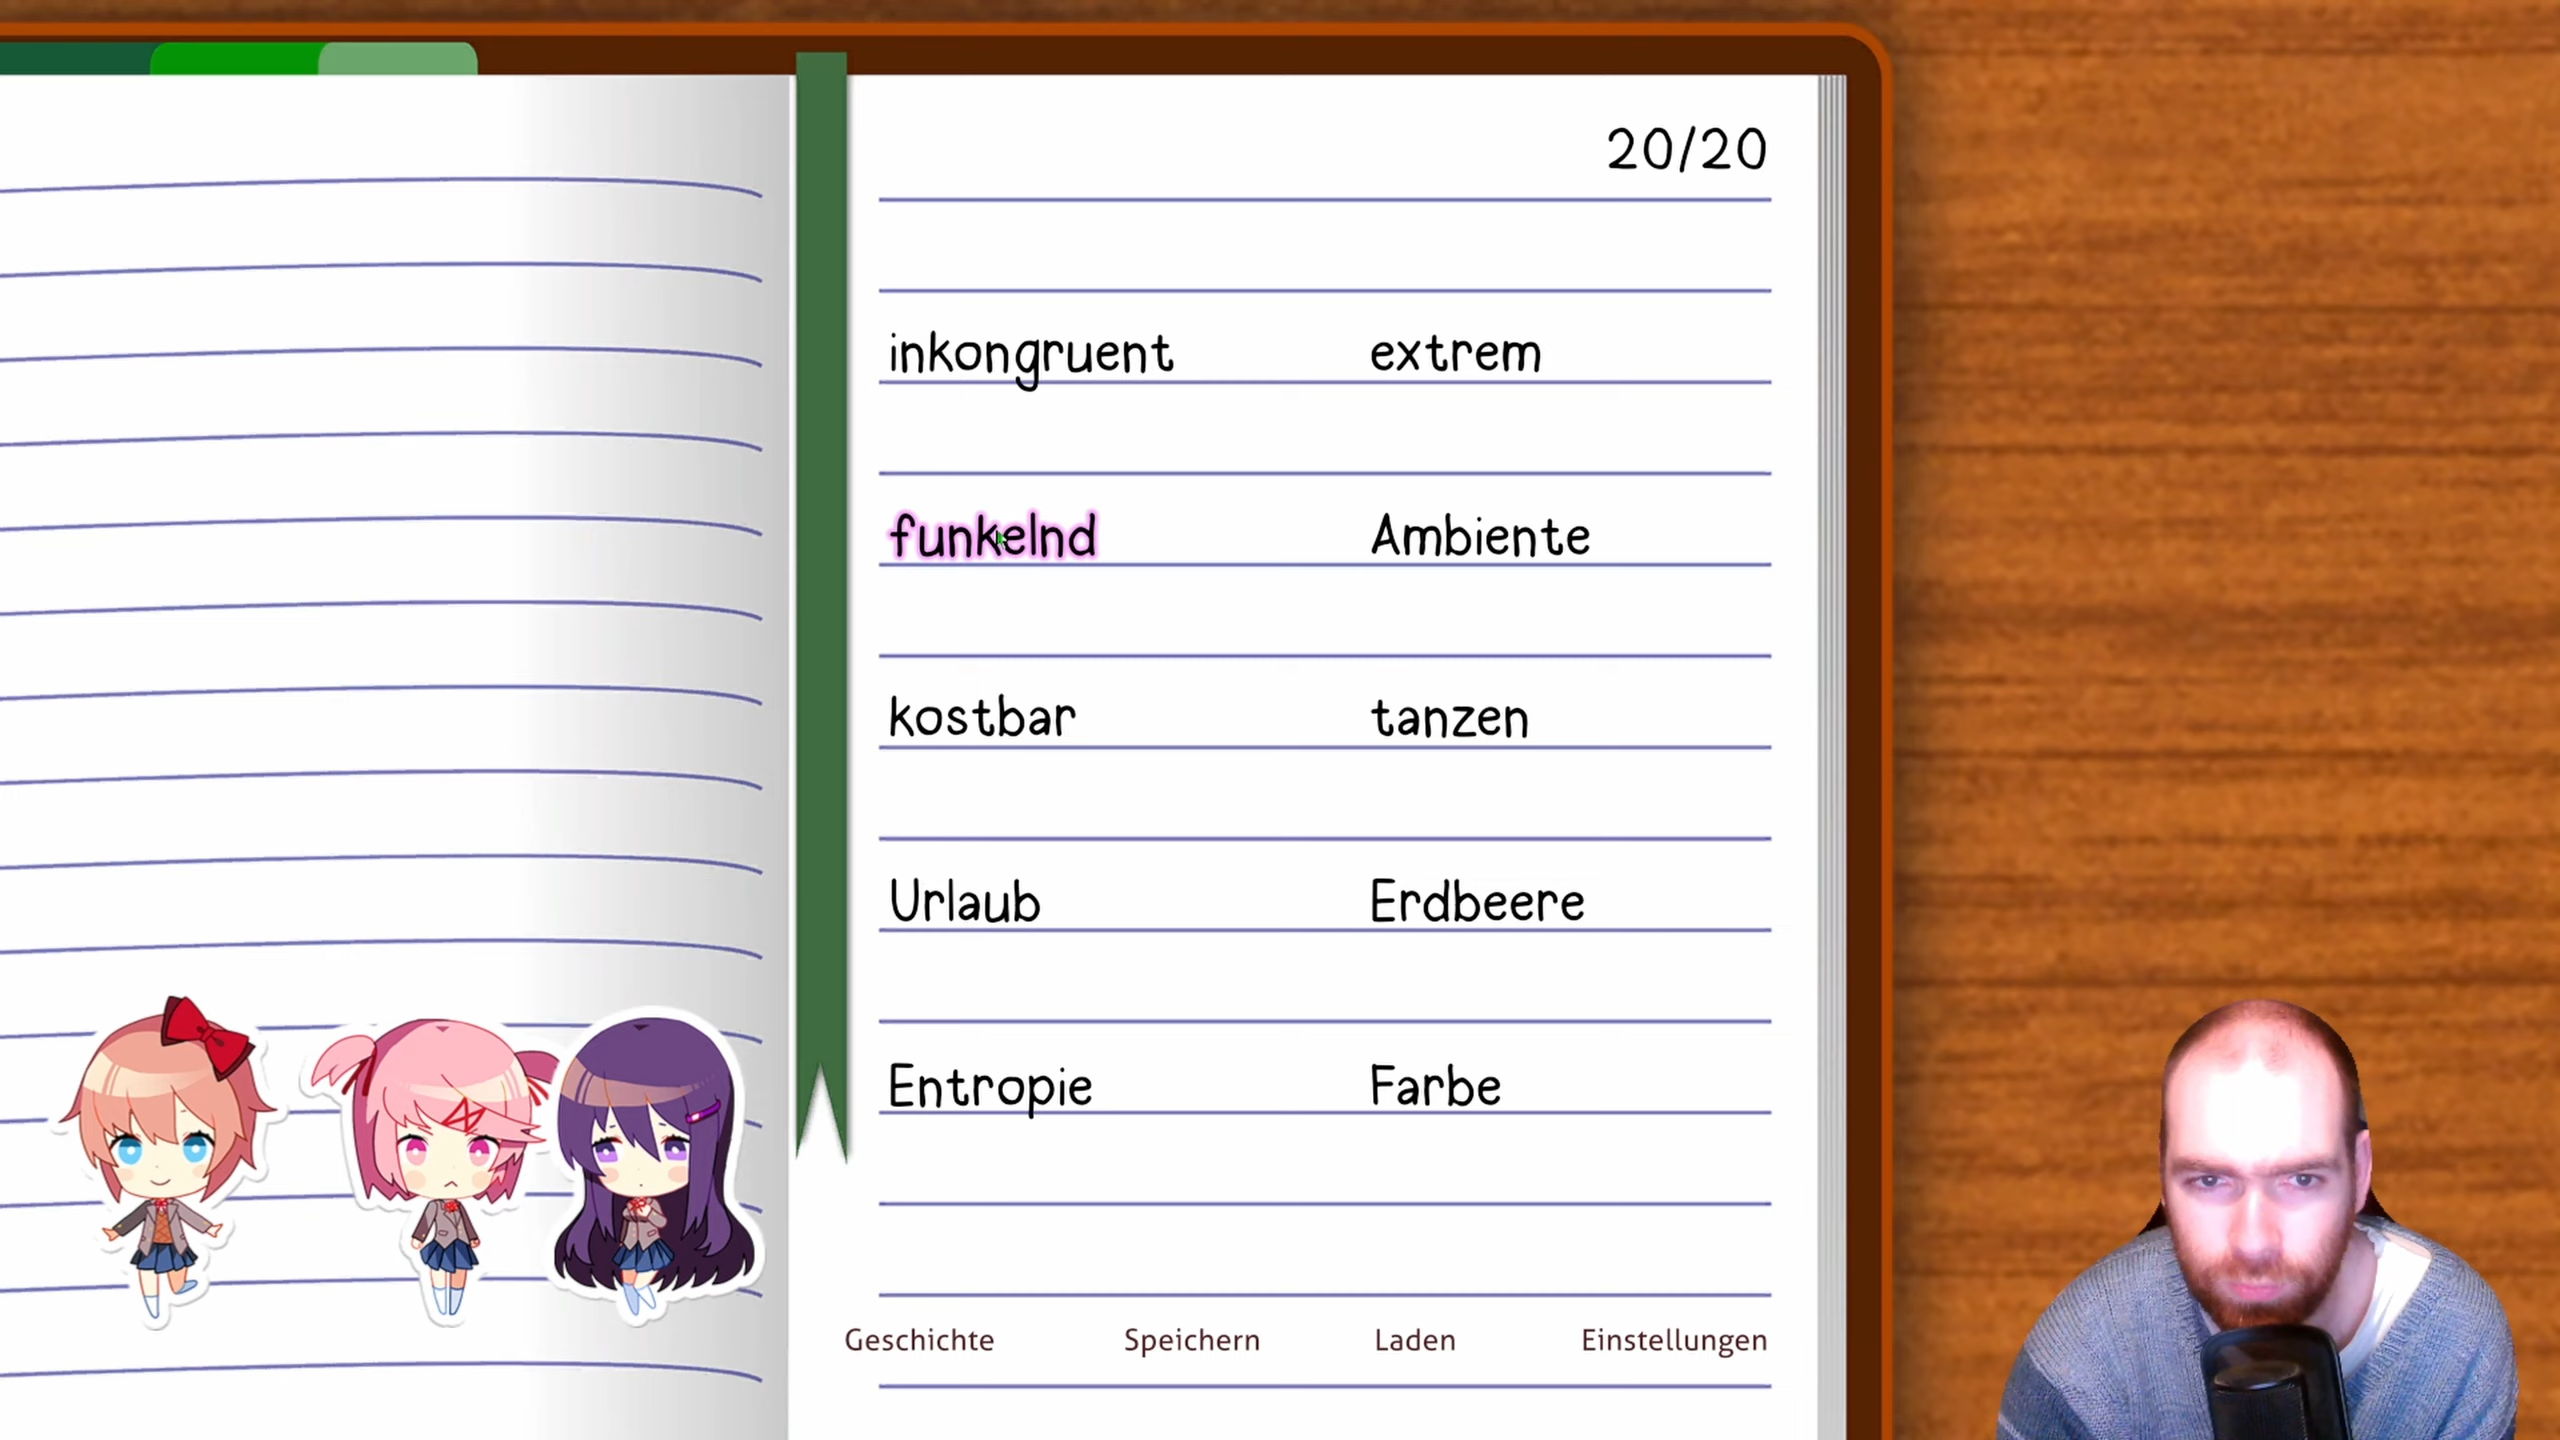 20/20
inkongruent extrem
funkelnd Ambiente
kostbar tanzen
Urlaub Erdbeere
Entropie Farbe
Geschichte Speichern Laden Einstellungen